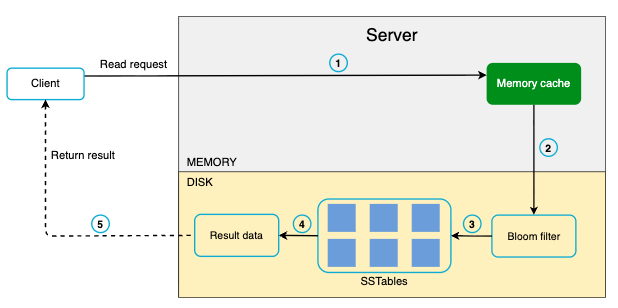 Server
Read request
1
Client
Memory cache
2
Return result
MEMORY
DISK
5
4
3
Result data
Bloom filter
SSTables